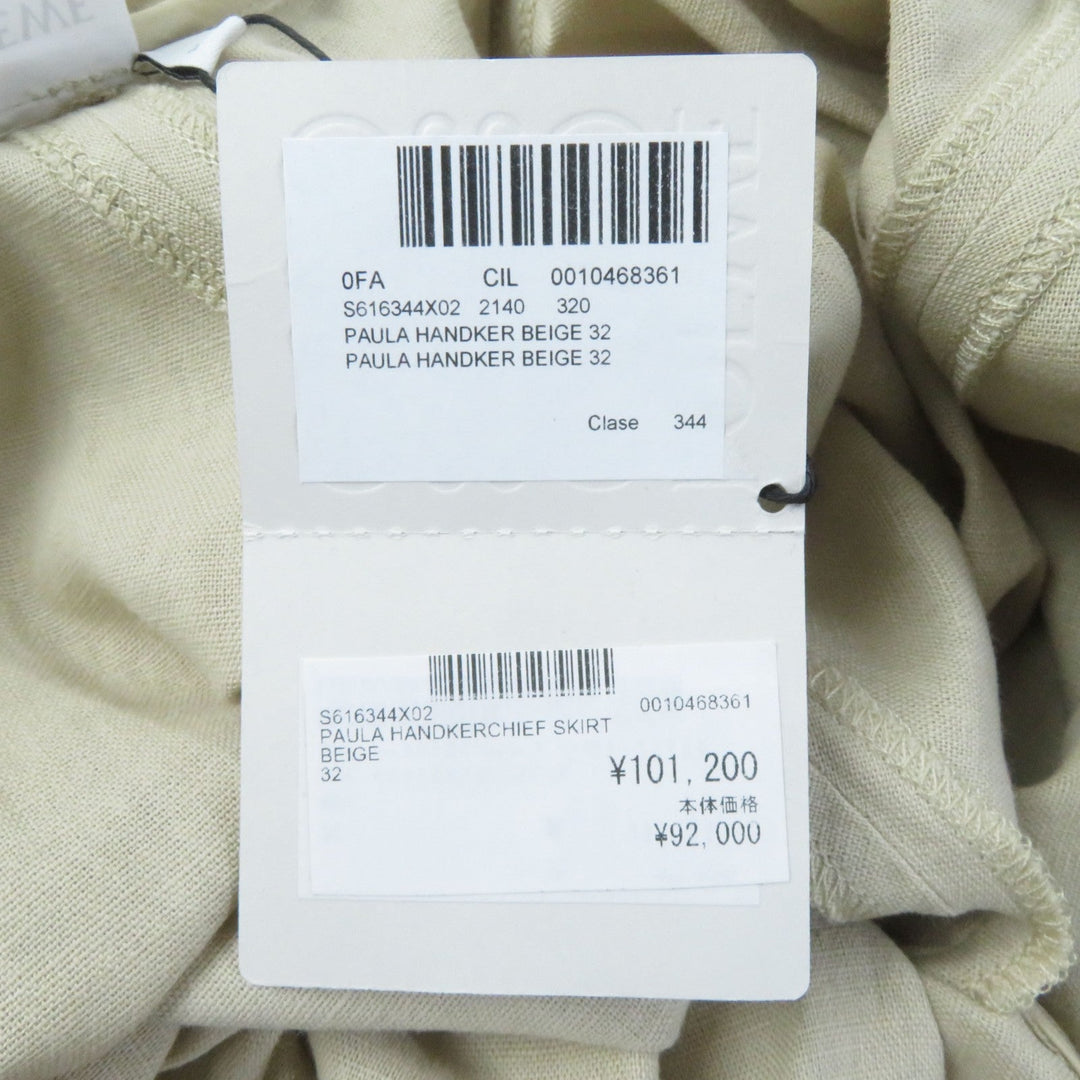 EME
0FA CIL 0010468361
S616344X02 2140 320
PAULA HANDKER BEIGE 32
PAULA HANDKER BEIGE 32
Clase 344
S616344X02 0010468361
PAULA HANDKERCHIEF SKIRT
BEIGE
32
¥101,200
本体価格
¥92,000